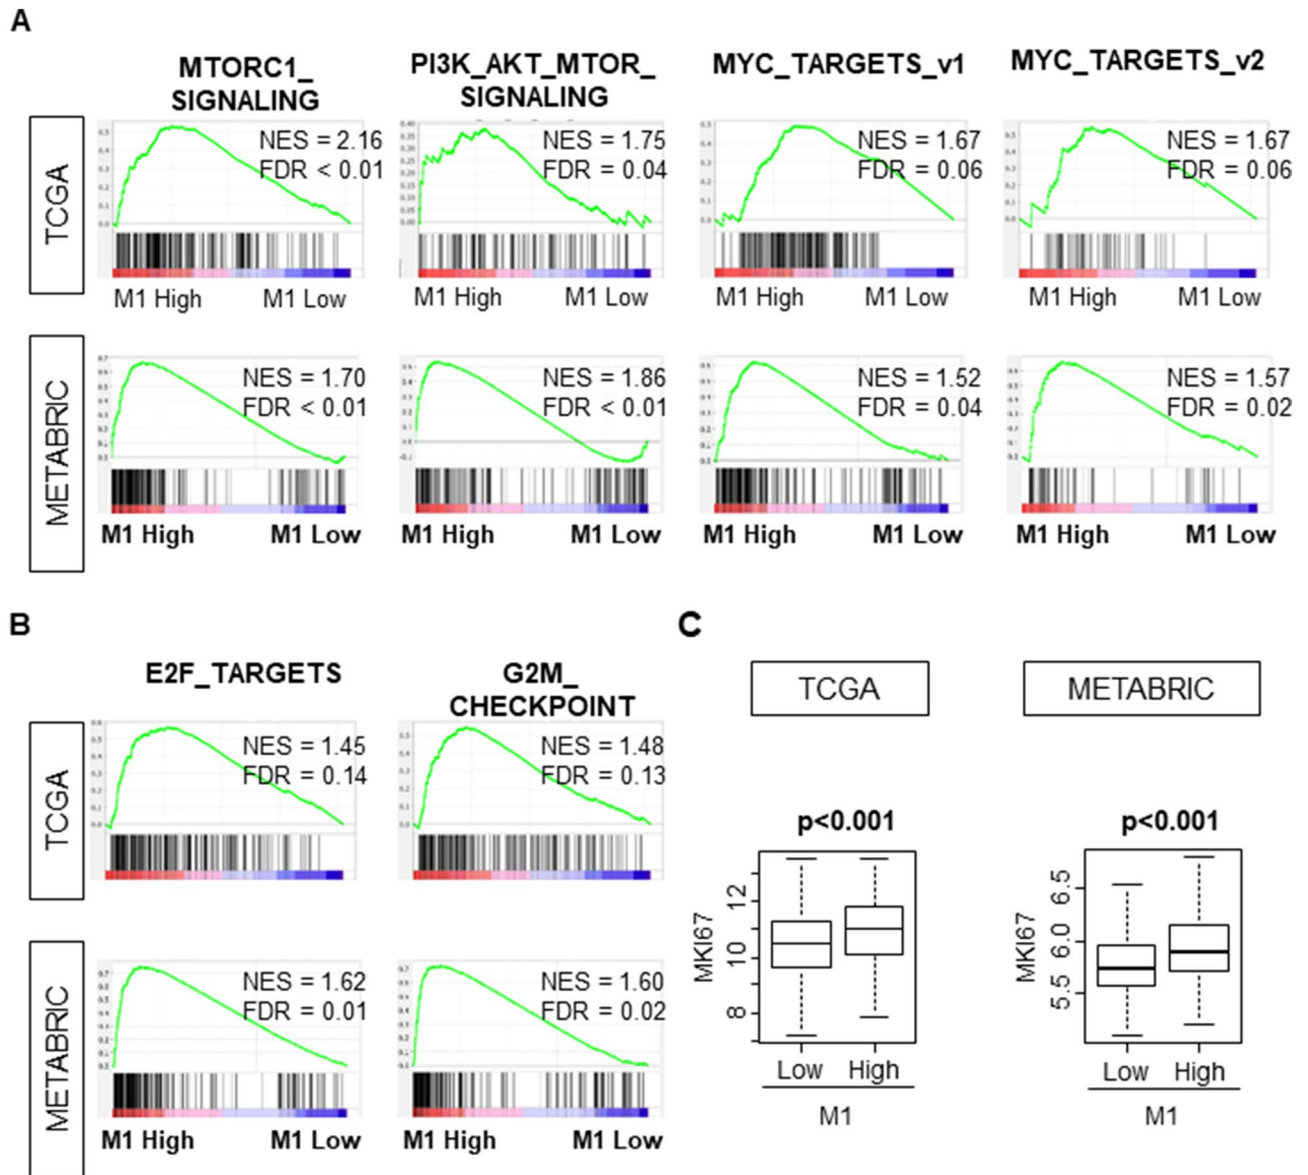 A
MTORC1_
SIGNALING
PI3K_AKT_MTOR_
SIGNALING
MYC_TARGETS_v1
MYC_TARGETS_v2
TCGA
NES = 2.16
FDR < 0.01
NES = 1.75
FDR = 0.04
NES = 1.67
FDR = 0.06
NES = 1.67
FDR = 0.06
M1 High
M1 Low
M1 High
M1 Low
M1 High
M1 Low
M1 High
M1 Low
METABRIC
NES = 1.70
FDR < 0.01
NES = 1.86
FDR < 0.01
NES = 1.52
FDR = 0.04
NES = 1.57
FDR = 0.02
M1 High
M1 Low
M1 High
M1 Low
M1 High
M1 Low
M1 High
M1 Low
B
E2F_TARGETS
G2M_
CHECKPOINT
TCGA
NES = 1.45
FDR = 0.14
NES = 1.48
FDR = 0.13
METABRIC
NES = 1.62
FDR = 0.01
NES = 1.60
FDR = 0.02
M1 High
M1 Low
M1 High
M1 Low
C
TCGA
METABRIC
p<0.001
p<0.001
MKI67
12
10
8
Low
High
M1
MKI67
6.5
6.0
5.5
Low
High
M1